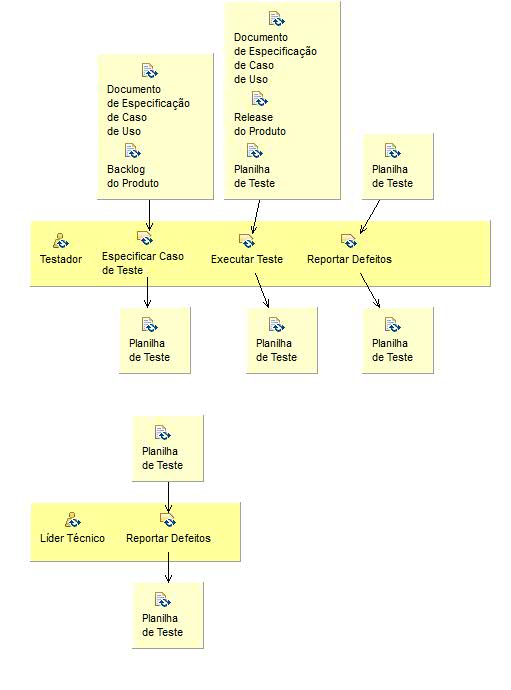 Documento
de Especificação
de Caso
de Uso
Backlog
do Produto
Documento
de Especificação
de Caso
de Uso
Release
do Produto
Planilha
de Teste
Planilha
de Teste
Testador
Especificar Caso
de Teste
Executar Teste
Reportar Defeitos
Planilha
de Teste
Planilha
de Teste
Planilha
de Teste
Planilha
de Teste
Líder Técnico
Reportar Defeitos
Planilha
de Teste